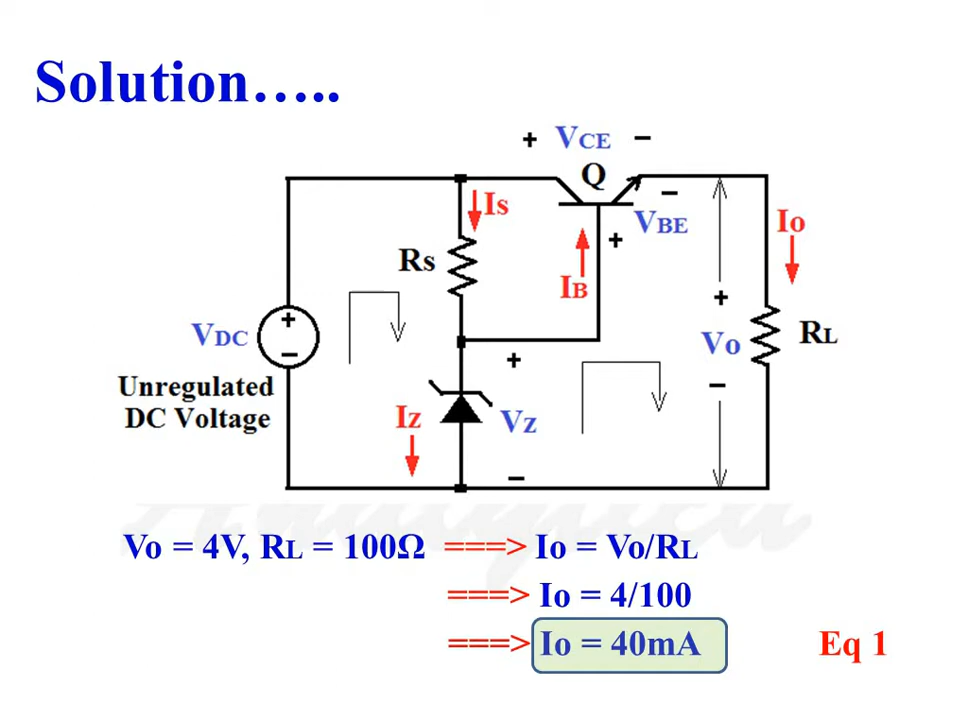 Solution…..
+ VCE −
Q
Is
−
VBE
+
Io
Rs
IB
+
VDC
+
−
+
Vo
RL
Unregulated
DC Voltage
−
Iz
Vz
−
Vo = 4V, RL = 100Ω ===> Io = Vo/RL
===> Io = 4/100
===> Io = 40mA Eq 1